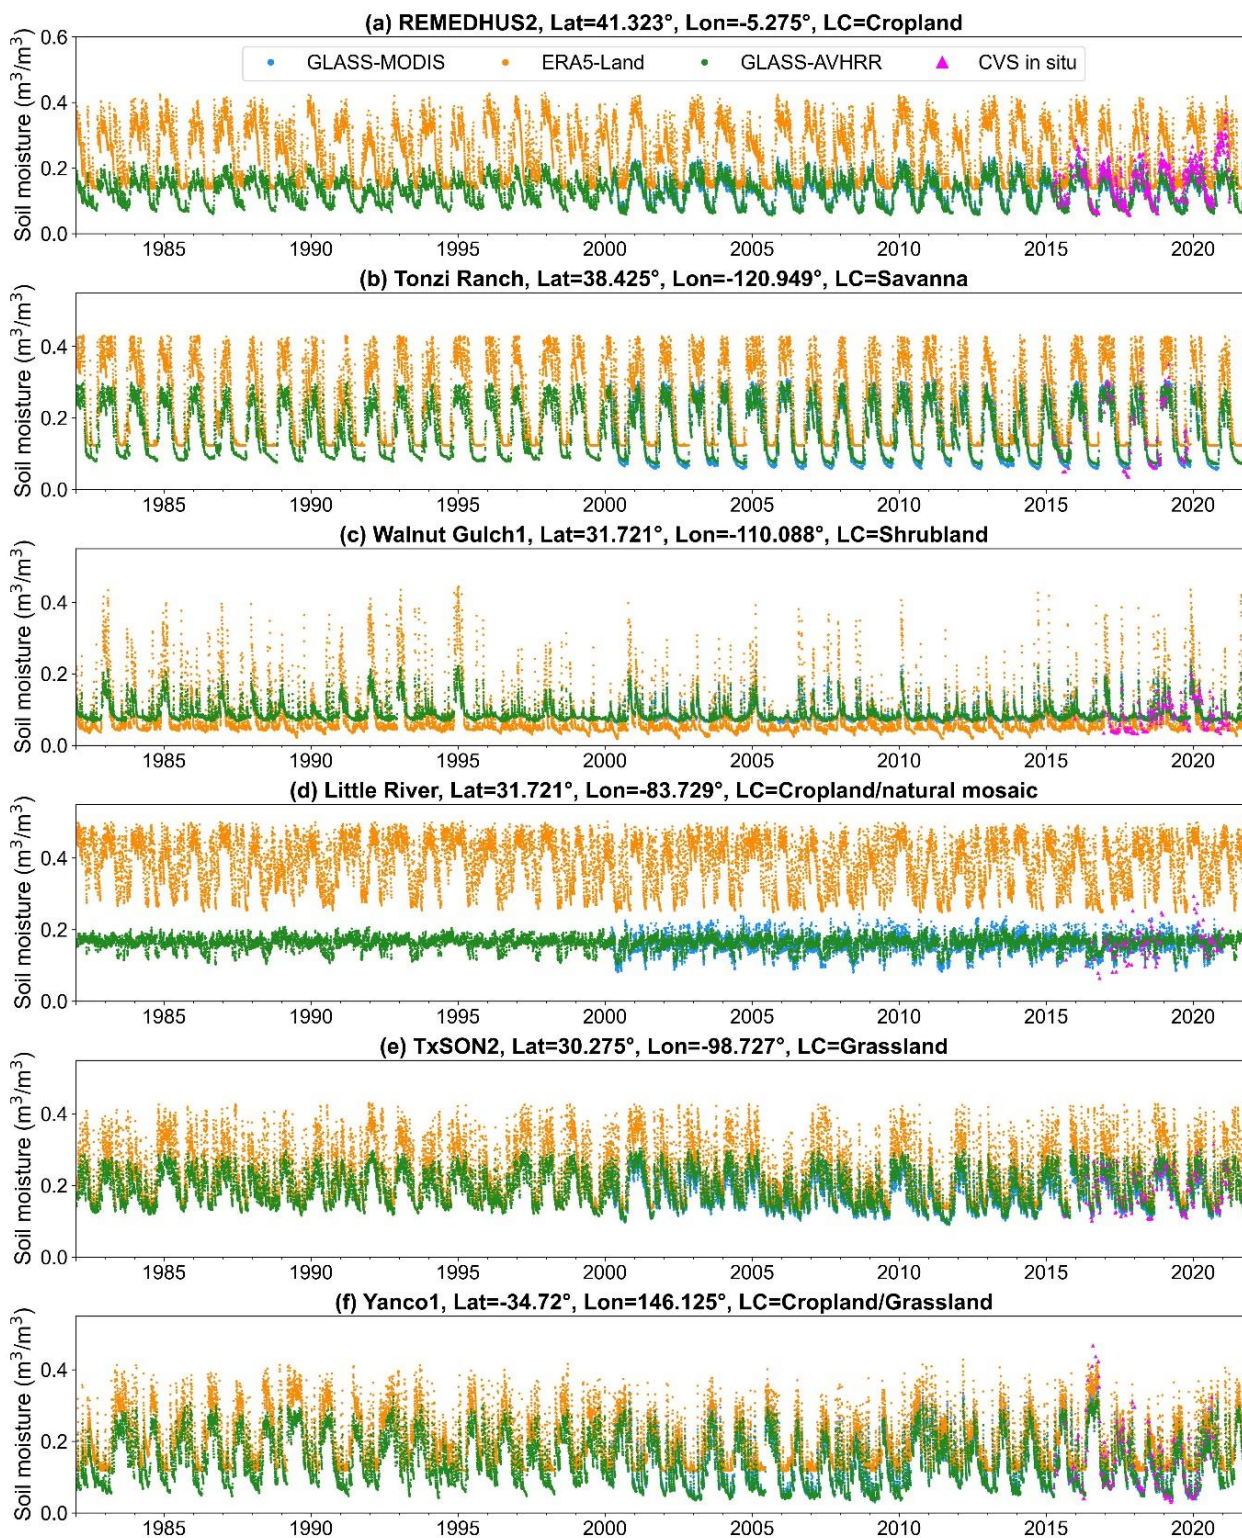 (a) REMEDHUS2, Lat=41.323°, Lon=-5.275°, LC=Cropland
Soil moisture (m³/m³)
0.6
0.4
0.2
0.0
GLASS-MODIS ERA5-Land GLASS-AVHRR CVS in situ
1985 1990 1995 2000 2005 2010 2015 2020
(b) Tonzi Ranch, Lat=38.425°, Lon=-120.949°, LC=Savanna
Soil moisture (m³/m³)
0.4
0.2
0.0
1985 1990 1995 2000 2005 2010 2015 2020
(c) Walnut Gulch1, Lat=31.721°, Lon=-110.088°, LC=Shrubland
Soil moisture (m³/m³)
0.4
0.2
0.0
1985 1990 1995 2000 2005 2010 2015 2020
(d) Little River, Lat=31.721°, Lon=-83.729°, LC=Cropland/natural mosaic
Soil moisture (m³/m³)
0.4
0.2
0.0
1985 1990 1995 2000 2005 2010 2015 2020
(e) TxSON2, Lat=30.275°, Lon=-98.727°, LC=Grassland
Soil moisture (m³/m³)
0.4
0.2
0.0
1985 1990 1995 2000 2005 2010 2015 2020
(f) Yanco1, Lat=-34.72°, Lon=146.125°, LC=Cropland/Grassland
Soil moisture (m³/m³)
0.4
0.2
0.0
1985 1990 1995 2000 2005 2010 2015 2020